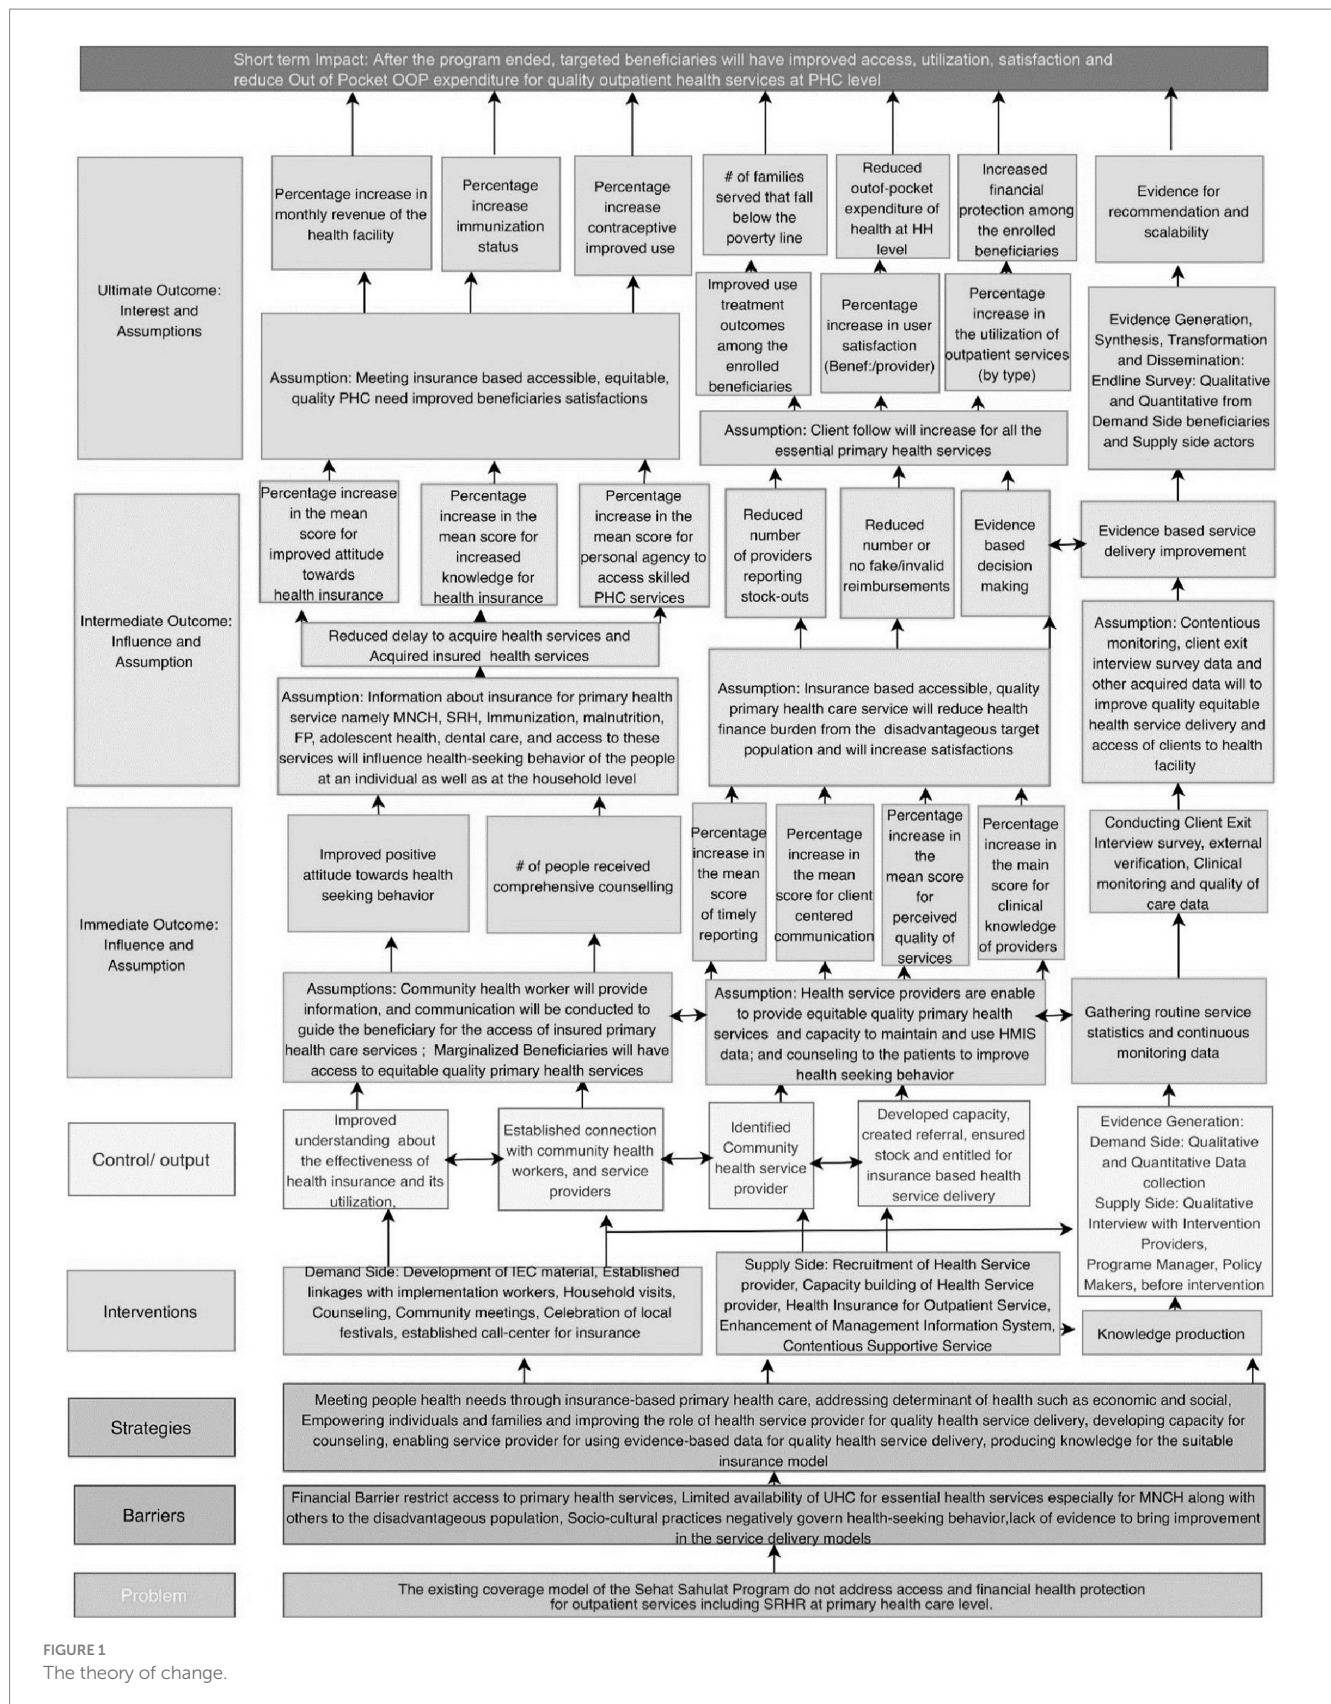 Short term Impact: After the program ended, targeted beneficiaries will have improved access, utilization, satisfaction and
reduce Out of Pocket OOP expenditure for quality outpatient health services at PHC level
Ultimate Outcome:
Interest and
Assumptions
Percentage increase in
monthly revenue of the
health facility
Percentage
increase
immunization
status
Percentage
increase
contraceptive
improved use
# of families
served that fall
below the
poverty line
Reduced
outof-pocket
expenditure of
health at HH
level
Increased
financial
protection among
the enrolled
beneficiaries
Evidence for
recommendation and
scalability
Assumption: Meeting insurance based accessible, equitable,
quality PHC need improved beneficiaries satisfactions
Improved use
treatment
outcomes
among the
enrolled
beneficiaries
Percentage
increase in user
satisfaction
(Benef:/provider)
Percentage
increase in
the utilization of
outpatient services
(by type)
Evidence Generation,
Synthesis, Transformation
and Dissemination:
Endline Survey: Qualitative
and Quantitative from
Demand Side beneficiaries
and Supply side actors
Assumption: Client follow will increase for all the
essential primary health services
Intermediate Outcome:
Influence and
Assumption
Percentage increase
in the mean
score for
improved attitude
towards
health insurance
Percentage
increase in the
mean score for
increased
knowledge for
health insurance
Percentage
increase in the
mean score for
personal agency to
access skilled
PHC services
Reduced
number
of providers
reporting
stock-outs
Reduced
number or
no fake/invalid
reimbursements
Evidence
based
decision
making
Evidence based service
delivery improvement
Reduced delay to acquire health services and
Acquired insured health services
Assumption: Information about insurance for primary health
service namely MNCH, SRH, Immunization, malnutrition,
FP, adolescent health, dental care, and access to these
services will influence health-seeking behavior of the people
at an individual as well as at the household level
Assumption: Insurance based accessible, quality
primary health care service will reduce health
finance burden from the disadvantageous target
population and will increase satisfactions
Assumption: Contentious
monitoring, client exit
interview survey data and
other acquired data will to
improve quality equitable
health service delivery and
access of clients to health
facility
Immediate Outcome:
Influence and
Assumption
Improved positive
attitude towards health
seeking behavior
# of people received
comprehensive counselling
Percentage
increase in
the mean
score
of timely
reporting
Percentage
increase in
the mean
score for client
centered
communication
Percentage
increase in
the
mean score
for
perceived
quality of
services
Percentage
increase in
the main
score for
clinical
knowledge
of providers
Conducting Client Exit
Interview survey, external
verification, Clinical
monitoring and quality of
care data
Assumptions: Community health worker will provide
information, and communication will be conducted to
guide the beneficiary for the access of insured primary
health care services ; Marginalized Beneficiaries will have
access to equitable quality primary health services
Assumption: Health service providers are enable
to provide equitable quality primary health
services and capacity to maintain and use HMIS
data; and counseling to the patients to improve
health seeking behavior
Gathering routine service
statistics and continuous
monitoring data
Control/ output
Improved
understanding about
the effectiveness of
health insurance and its
utilization,
Established connection
with community health
workers, and service
providers
Identified
Community
health service
provider
Developed capacity,
created referral, ensured
stock and entitled for
insurance based health
service delivery
Evidence Generation:
Demand Side: Qualitative
and Quantitative Data
collection
Supply Side: Qualitative
Interview with Intervention
Providers,
Programe Manager, Policy
Makers, before intervention
Interventions
Demand Side: Development of IEC material, Established
linkages with implementation workers, Household visits,
Counseling, Community meetings, Celebration of local
festivals, established call-center for insurance
Supply Side: Recruitment of Health Service
provider, Capacity building of Health Service
provider, Health Insurance for Outpatient Service,
Enhancement of Management Information System,
Contentious Supportive Service
Knowledge production
Strategies
Meeting people health needs through insurance-based primary health care, addressing determinant of health such as economic and social,
Empowering individuals and families and improving the role of health service provider for quality health service delivery, developing capacity for
counseling, enabling service provider for using evidence-based data for quality health service delivery, producing knowledge for the suitable
insurance model
Barriers
Financial Barrier restrict access to primary health services, Limited availability of UHC for essential health services especially for MNCH along with
others to the disadvantageous population, Socio-cultural practices negatively govern health-seeking behavior,lack of evidence to bring improvement
in the service delivery models
Problem
The existing coverage model of the Sehat Sahulat Program do not address access and financial health protection
for outpatient services including SRHR at primary health care level.
FIGURE 1
The theory of change.